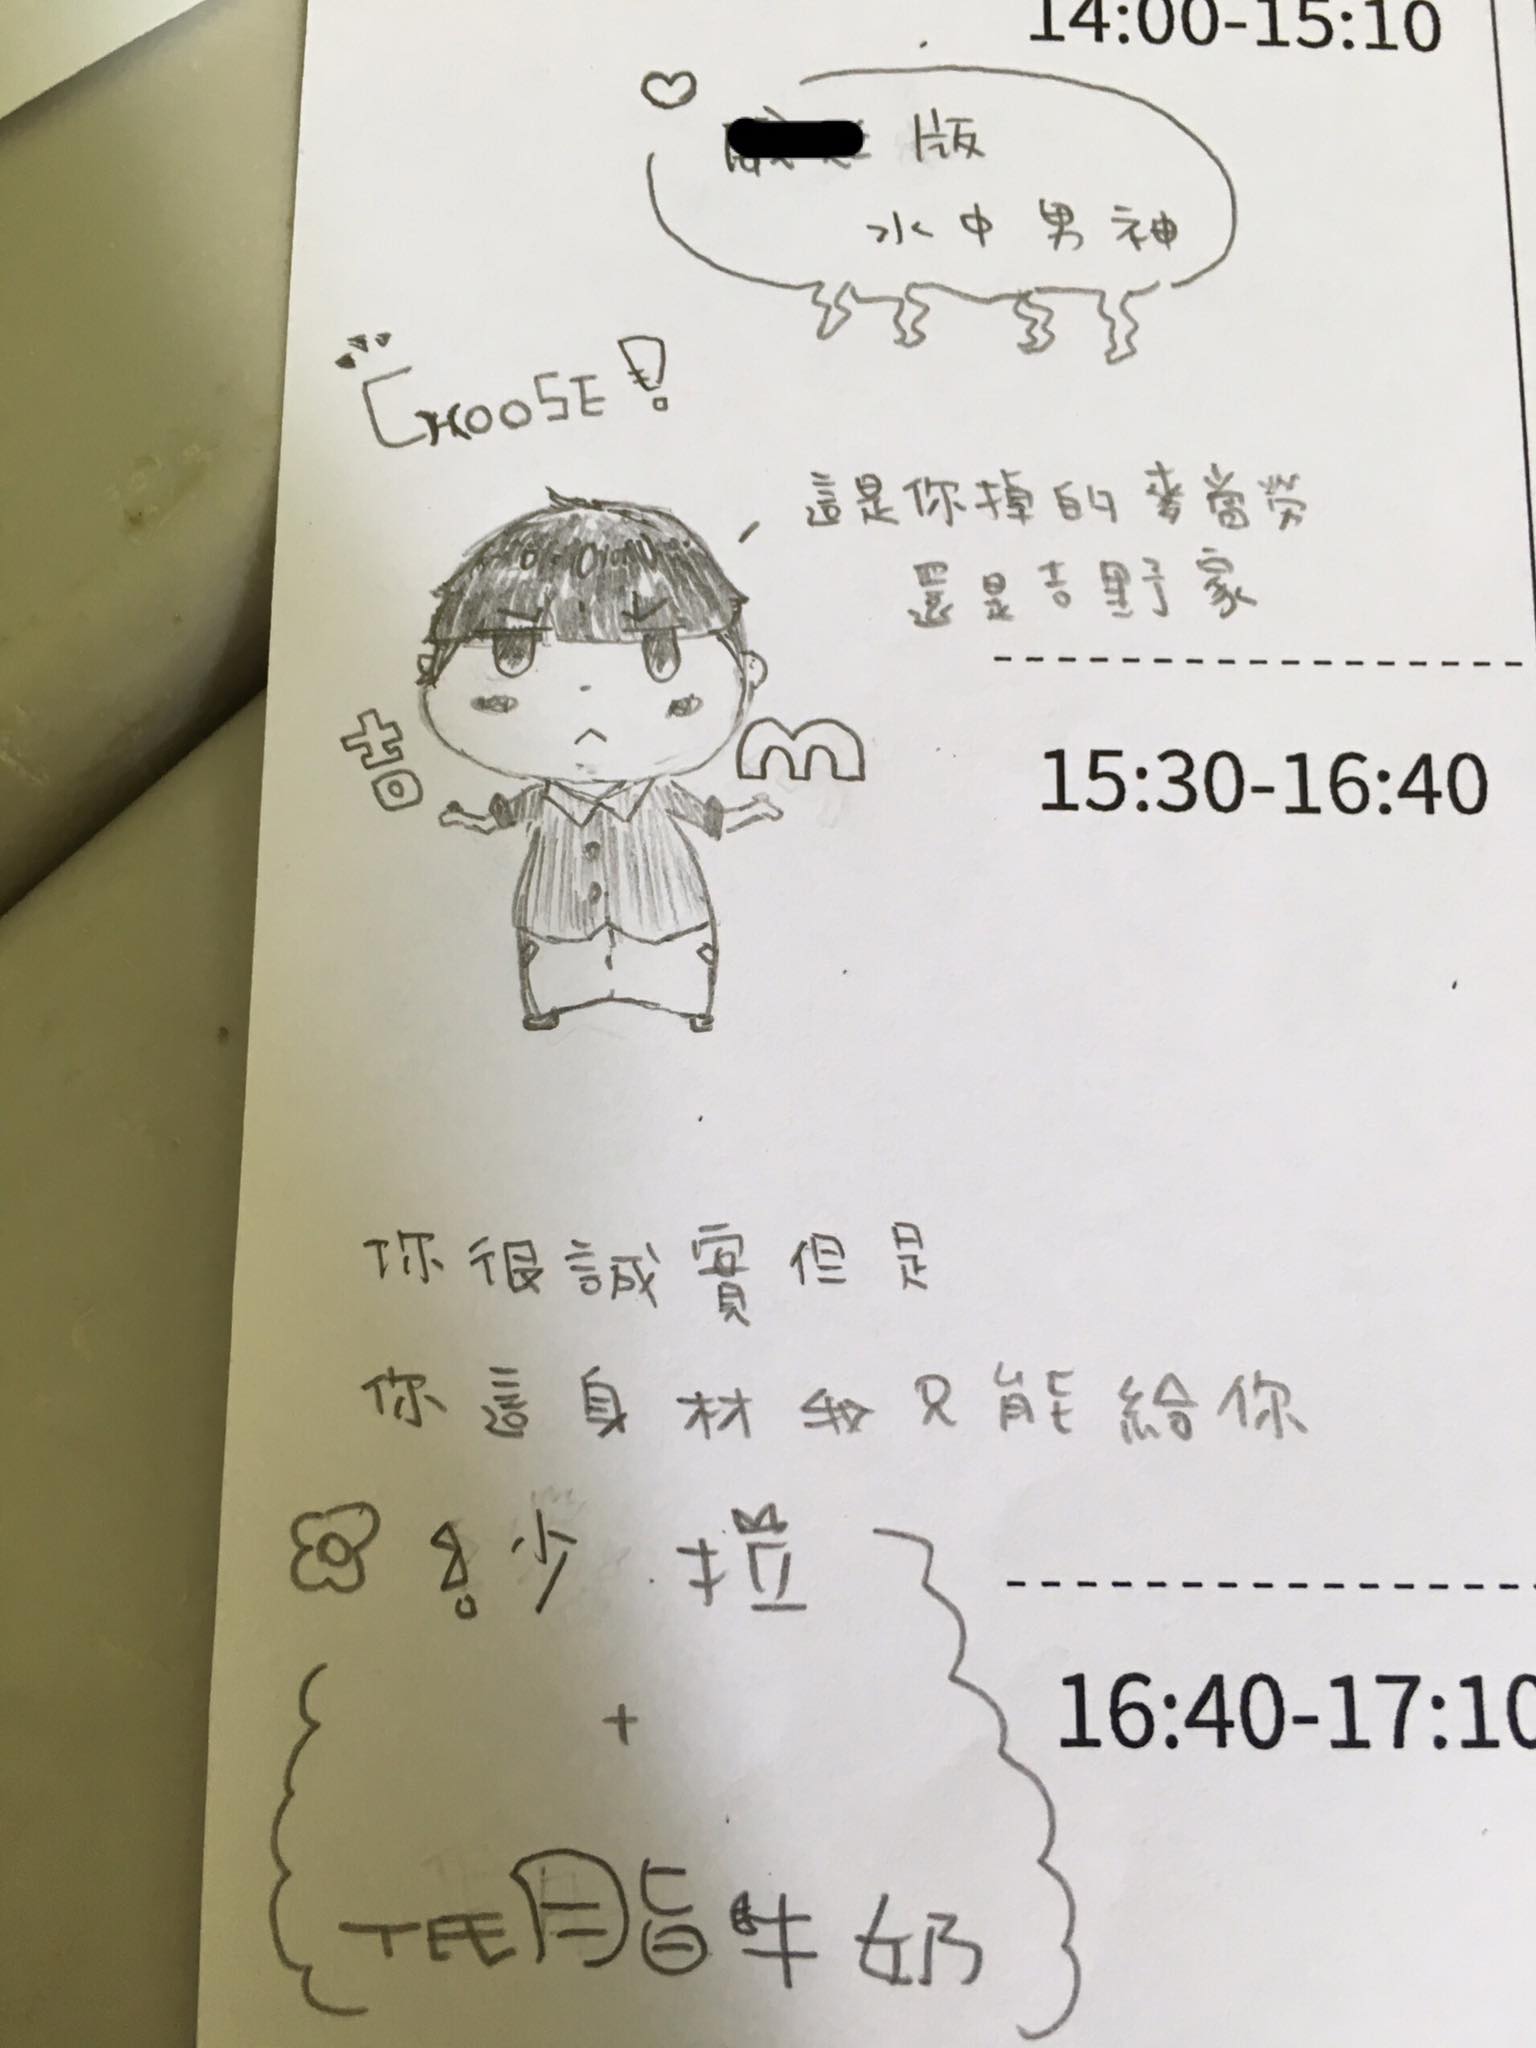 14:00-15:10
版
水中男神
CHOOSE!
這是你掉的麥當勞
還是吉野家
吉
m
15:30-16:40
你很誠實但是
你這身材我只能給你
沙拉
16:40-17:10
+
低脂牛奶